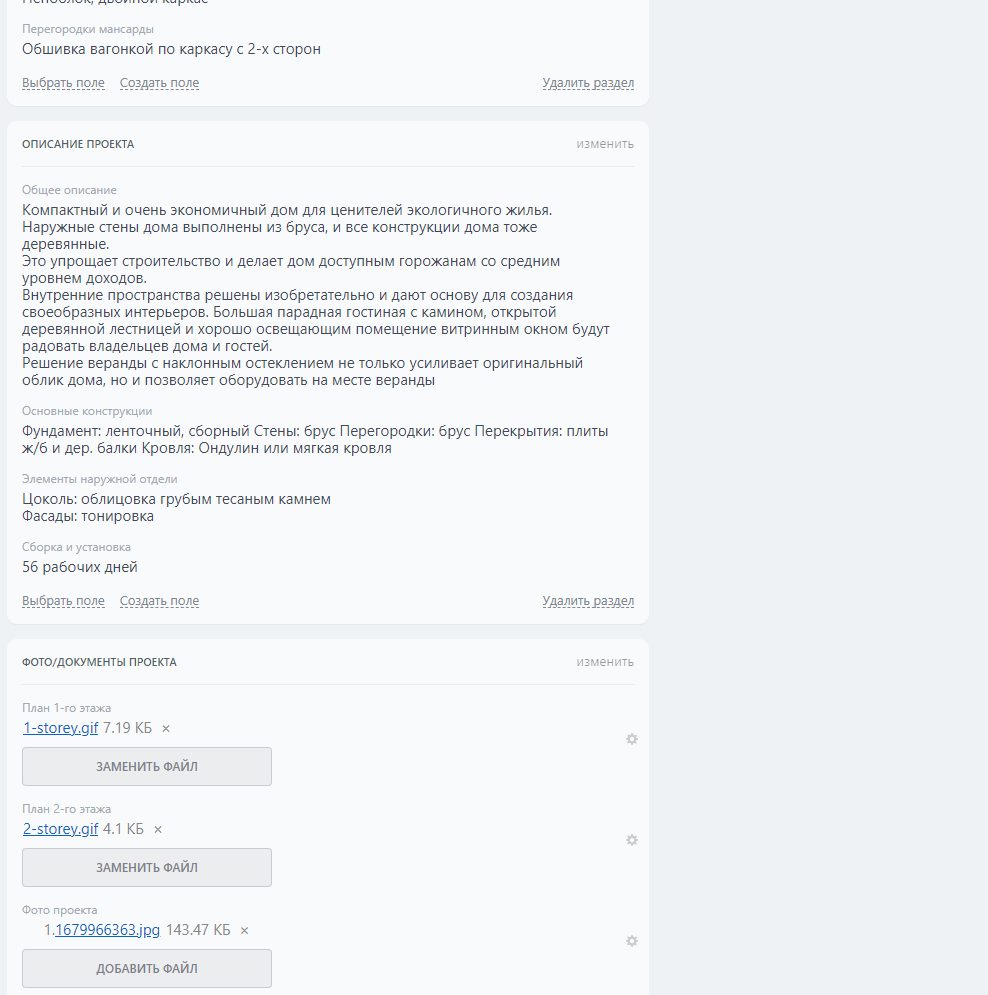 Пеноблок, двойной каркас
Перегородки мансарды
Обшивка вагонкой по каркасу с 2-х сторон
Выбрать поле Создать поле Удалить раздел
ОПИСАНИЕ ПРОЕКТА изменить
Общее описание
Компактный и очень экономичный дом для ценителей экологичного жилья.
Наружные стены дома выполнены из бруса, и все конструкции дома тоже
деревянные.
Это упрощает строительство и делает дом доступным горожанам со средним
уровнем доходов.
Внутренние пространства решены изобретательно и дают основу для создания
своеобразных интерьеров. Большая парадная гостиная с камином, открытой
деревянной лестницей и хорошо освещающим помещение витринным окном будут
радовать владельцев дома и гостей.
Решение веранды с наклонным остеклением не только усиливает оригинальный
облик дома, но и позволяет оборудовать на месте веранды
Основные конструкции
Фундамент: ленточный, сборный Стены: брус Перегородки: брус Перекрытия: плиты
ж/б и дер. балки Кровля: Ондулин или мягкая кровля
Элементы наружной отдели
Цоколь: облицовка грубым тесаным камнем
Фасады: тонировка
Сборка и установка
56 рабочих дней
Выбрать поле Создать поле Удалить раздел
ФОТО/ДОКУМЕНТЫ ПРОЕКТА изменить
План 1-го этажа
1-storey.gif 7.19 КБ ×
ЗАМЕНИТЬ ФАЙЛ
План 2-го этажа
2-storey.gif 4.1 КБ ×
ЗАМЕНИТЬ ФАЙЛ
Фото проекта
1.1679966363.jpg 143.47 КБ ×
ДОБАВИТЬ ФАЙЛ